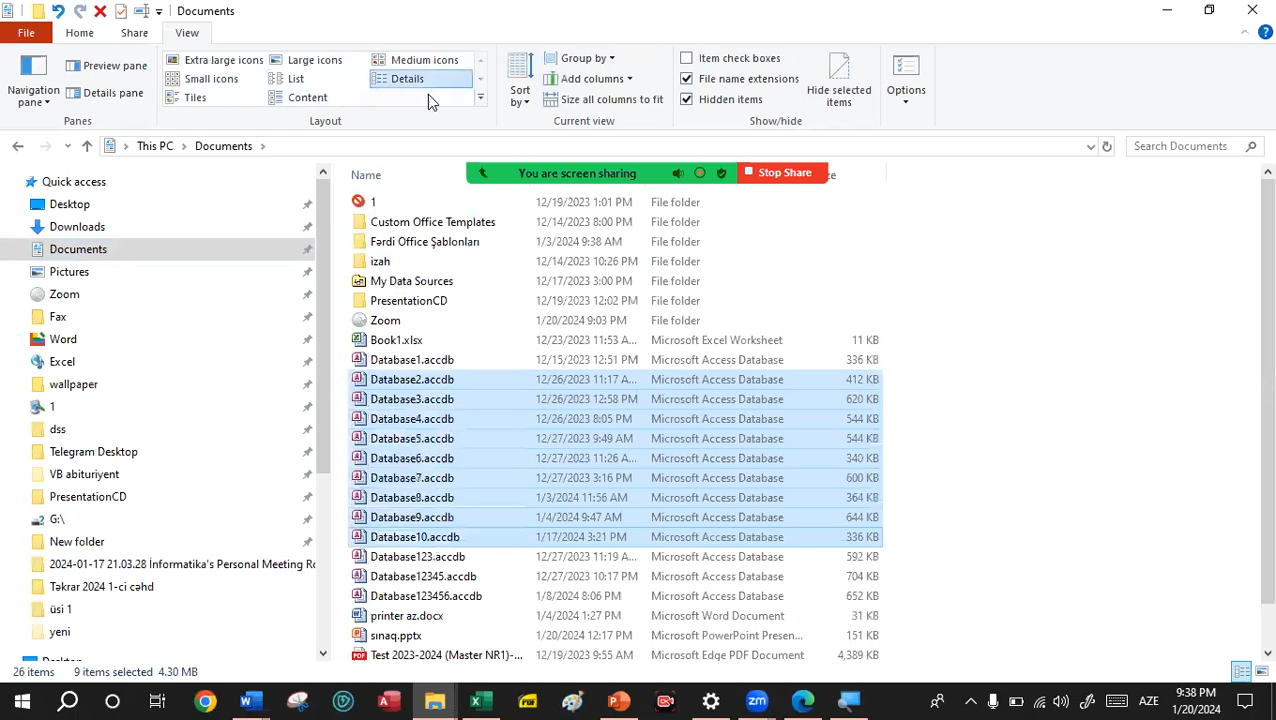 Documents
File Home Share View
Navigation pane
Preview pane
Details pane
Panes
Extra large icons Large icons Medium icons
Small icons List Details
Tiles Content
Layout
Sort by
Group by
Add columns
Size all columns to fit
Current view
Item check boxes
File name extensions
Hidden items
Hide selected items
Show/hide
Options
This PC Documents
Search Documents
You are screen sharing Stop Share
Quick access
Desktop
Downloads
Documents
Pictures
Zoom
Fax
Word
Excel
wallpaper
1
dss
Telegram Desktop
VB abituriyent
PresentationCD
G:\
New folder
2024-01-17 21.03.28 İnformatika's Personal Meeting Ro
Təkrar 2024 1-ci cəhd
üsi 1
yeni
Name
1 12/19/2023 1:01 PM File folder
Custom Office Templates 12/14/2023 8:00 PM File folder
Fərdi Office Şablonları 1/3/2024 9:38 AM File folder
izah 12/14/2023 10:26 PM File folder
My Data Sources 12/17/2023 3:00 PM File folder
PresentationCD 12/19/2023 12:02 PM File folder
Zoom 1/20/2024 9:03 PM File folder
Book1.xlsx 12/23/2023 11:53 A... Microsoft Excel Worksheet 11 KB
Database1.accdb 12/15/2023 12:51 PM Microsoft Access Database 336 KB
Database2.accdb 12/26/2023 11:17 A... Microsoft Access Database 412 KB
Database3.accdb 12/26/2023 12:58 PM Microsoft Access Database 620 KB
Database4.accdb 12/26/2023 8:05 PM Microsoft Access Database 544 KB
Database5.accdb 12/27/2023 9:49 AM Microsoft Access Database 544 KB
Database6.accdb 12/27/2023 11:26 A... Microsoft Access Database 340 KB
Database7.accdb 12/27/2023 3:16 PM Microsoft Access Database 600 KB
Database8.accdb 1/3/2024 11:56 AM Microsoft Access Database 364 KB
Database9.accdb 1/4/2024 9:47 AM Microsoft Access Database 644 KB
Database10.accdb 1/17/2024 3:21 PM Microsoft Access Database 336 KB
Database123.accdb 12/27/2023 11:19 A... Microsoft Access Database 592 KB
Database12345.accdb 12/27/2023 10:17 PM Microsoft Access Database 704 KB
Database123456.accdb 1/8/2024 8:06 PM Microsoft Access Database 652 KB
printer az.docx 1/4/2024 1:27 PM Microsoft Word Document 31 KB
sınaq.pptx 1/20/2024 12:17 PM Microsoft PowerPoint Presen... 151 KB
Test 2023-2024 (Master NR1)-... 12/19/2023 9:55 AM Microsoft Edge PDF Document 4,389 KB
26 items 9 items selected 4.30 MB
AZE
9:38 PM
1/20/2024